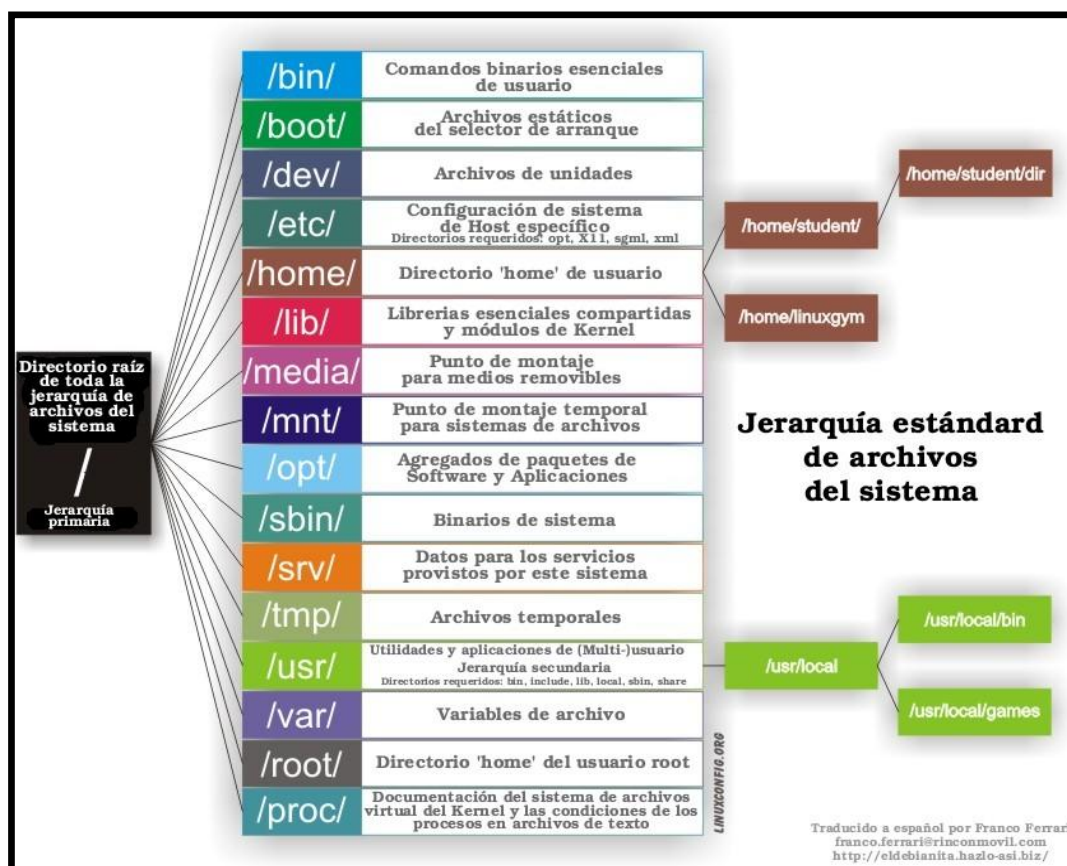 Directorio raíz
de toda la
jerarquía de
archivos del
sistema
/
Jerarquía
primaria
/bin/
Comandos binarios esenciales
de usuario
/boot/
Archivos estáticos
del selector de arranque
/dev/
Archivos de unidades
/etc/
Configuración de sistema
de Host específico
Directorios requeridos: opt, X11, sgml, xml
/home/
Directorio 'home' de usuario
/lib/
Librerias esenciales compartidas
y módulos de Kernel
/media/
Punto de montaje
para medios removibles
/mnt/
Punto de montaje temporal
para sistemas de archivos
/opt/
Agregados de paquetes de
Software y Aplicaciones
/sbin/
Binarios de sistema
/srv/
Datos para los servicios
provistos por este sistema
/tmp/
Archivos temporales
/usr/
Utilidades y aplicaciones de (Multi-)usuario
Jerarquía secundaria
Directorios requeridos: bin, include, lib, local, sbin, share
/var/
Variables de archivo
/root/
Directorio 'home' del usuario root
/proc/
Documentación del sistema de archivos
virtual del Kernel y las condiciones de los
procesos en archivos de texto
/home/student/
/home/student/dir
/home/linuxgym
Jerarquía estándard
de archivos
del sistema
/usr/local
/usr/local/bin
/usr/local/games
LINUXCONFIG.ORG
Traducido a español por Franco Ferrari
franco.ferrari@rinconmovil.com
http://eldebianita.hazlo-asi.biz/